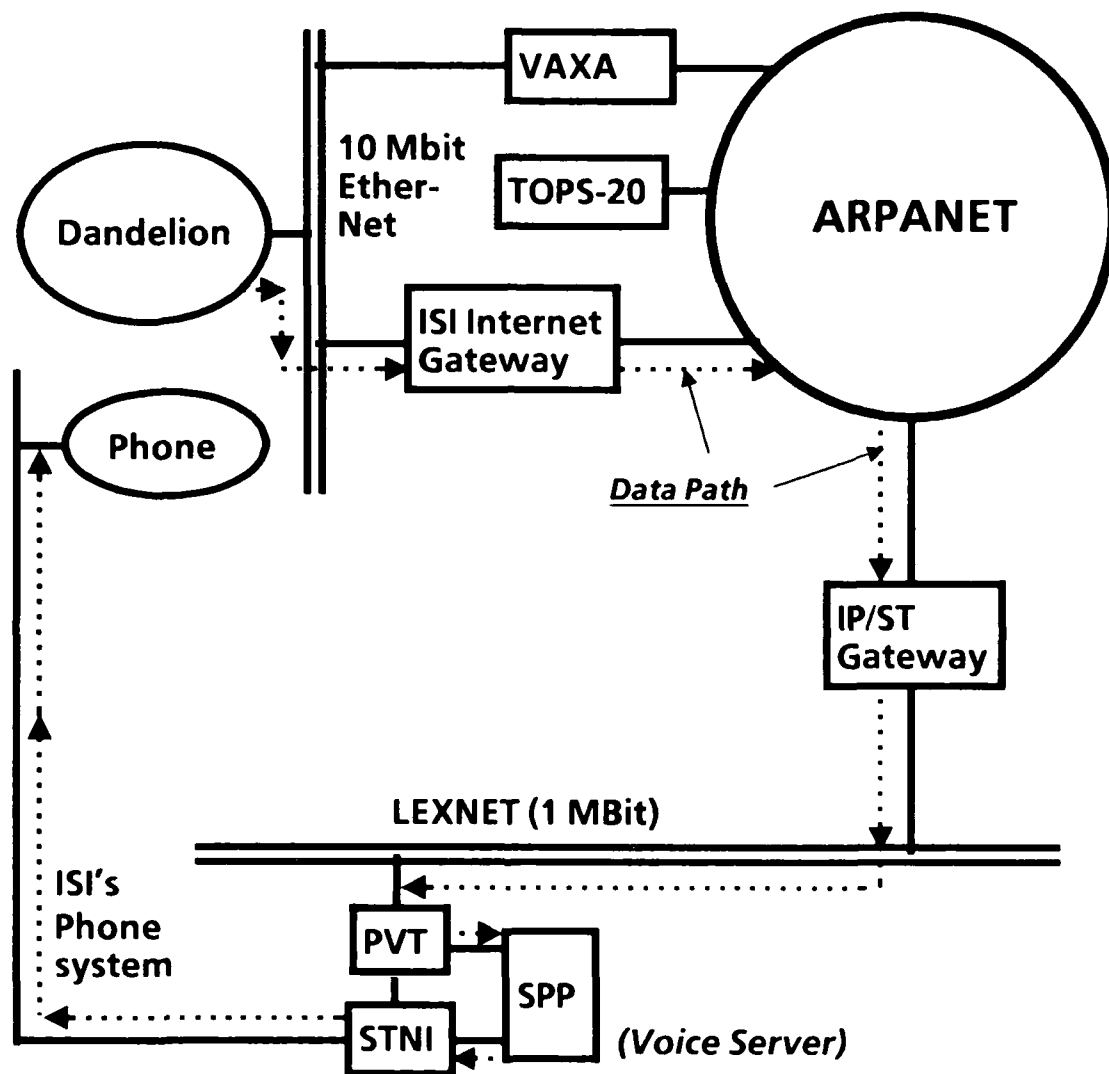 VAXA
10 Mbit
Ether-
Net
TOPS-20
ARPANET
Dandelion
ISI Internet
Gateway
Phone
Data Path
IP/ST
Gateway
LEXNET (1 MBit)
ISI's
Phone
system
PVT
SPP
STNI
(Voice Server)